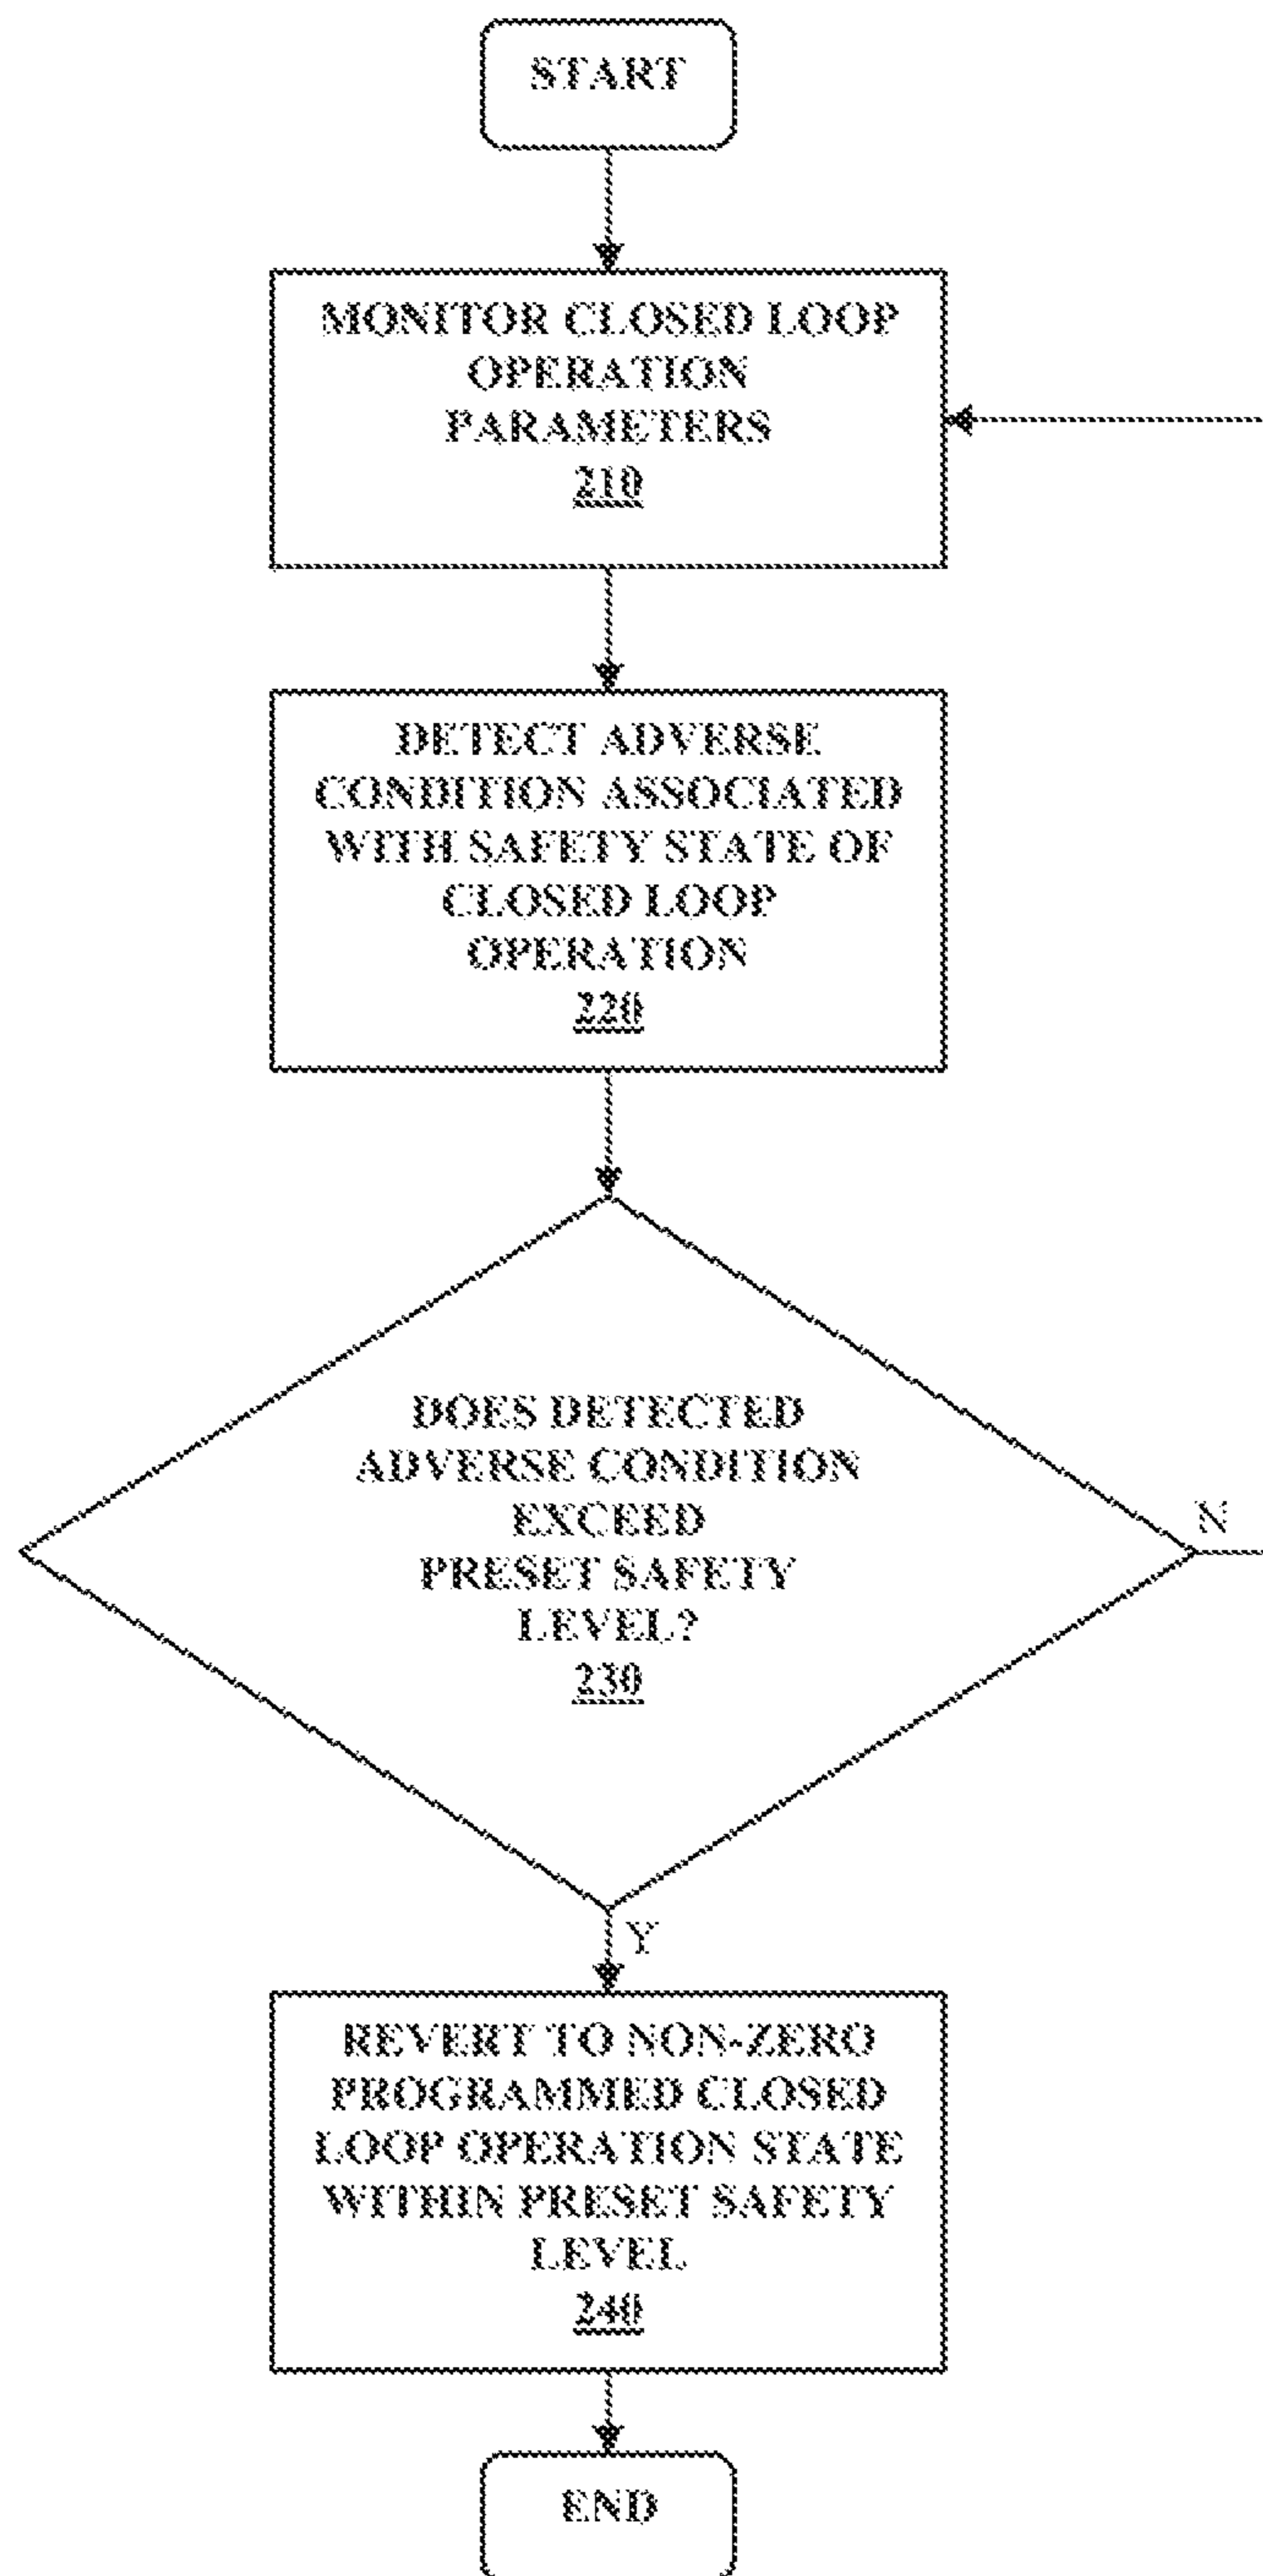 START
MONITOR CLOSED LOOP
OPERATION
PARAMETERS
210
DETECT ADVERSE
CONDITION ASSOCIATED
WITH SAFETY STATE OF
CLOSED LOOP
OPERATION
220
DOES DETECTED
ADVERSE CONDITION
EXCEED
PRESET SAFETY
LEVEL?
230
N
Y
REVERT TO NON-ZERO
PROGRAMMED CLOSED
LOOP OPERATION STATE
WITHIN PRESET SAFETY
LEVEL
240
END